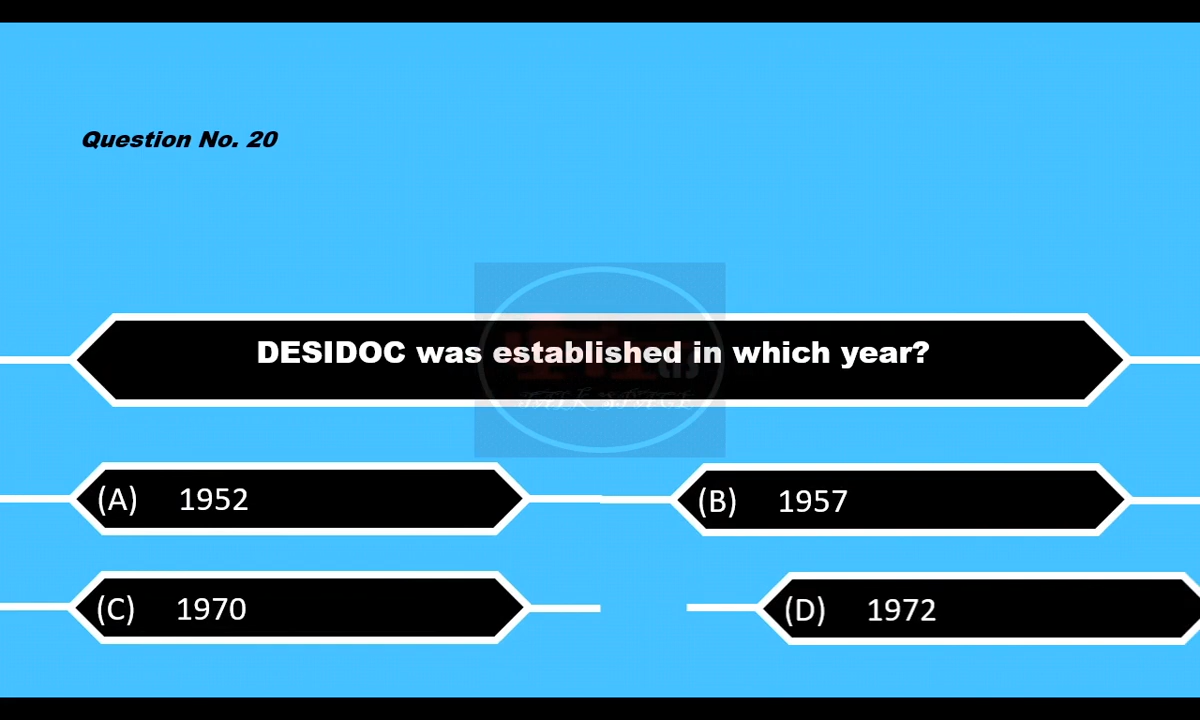 Question No. 20
DESIDOC was established in which year?
(A) 1952
(B) 1957
(C) 1970
(D) 1972